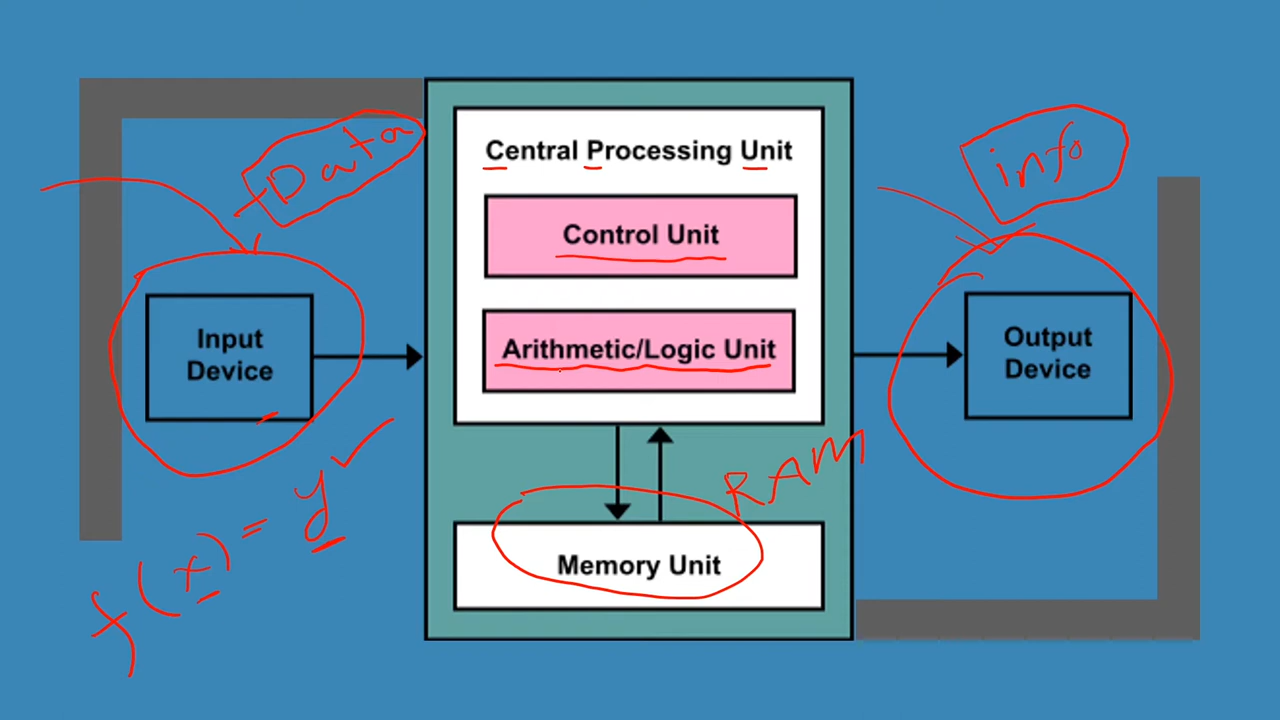 Data
info
Central Processing Unit
Control Unit
Input
Device
Arithmetic/Logic Unit
Output
Device
RAM
f(x) = y
Memory Unit